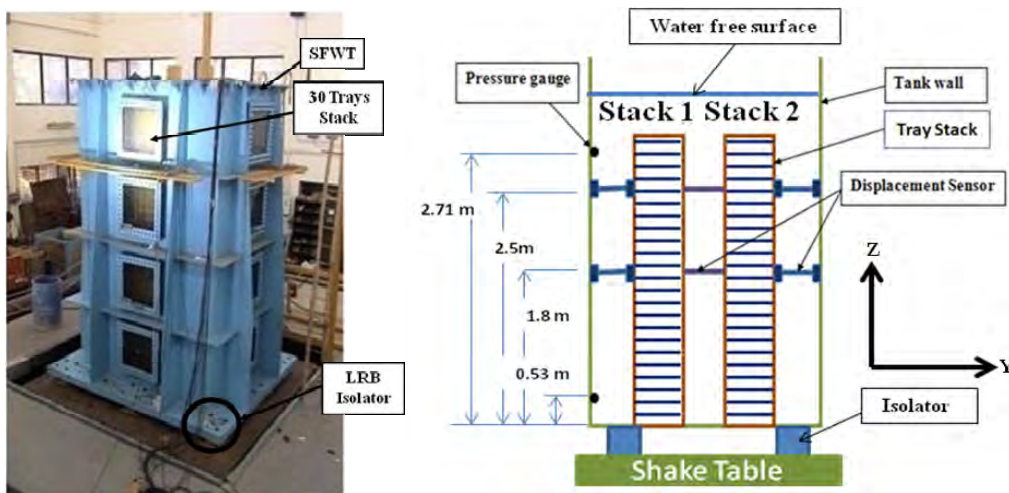 SFWT
30 Trays
Stack
LRB
Isolator
Water free surface
Pressure gauge
Stack 1 Stack 2
Tank wall
Tray Stack
Displacement Sensor
2.71 m
2.5m
1.8 m
0.53 m
Z
Y
Isolator
Shake Table